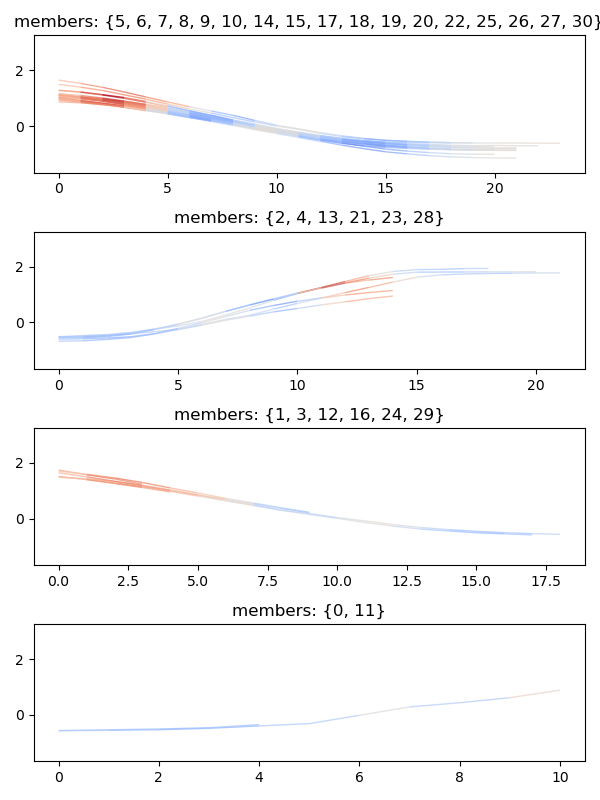 members: {5, 6, 7, 8, 9, 10, 14, 15, 17, 18, 19, 20, 22, 25, 26, 27, 30}
2
0
0 5 10 15 20
members: {2, 4, 13, 21, 23, 28}
2
0
0 5 10 15 20
members: {1, 3, 12, 16, 24, 29}
2
0
0.0 2.5 5.0 7.5 10.0 12.5 15.0 17.5
members: {0, 11}
2
0
0 2 4 6 8 10